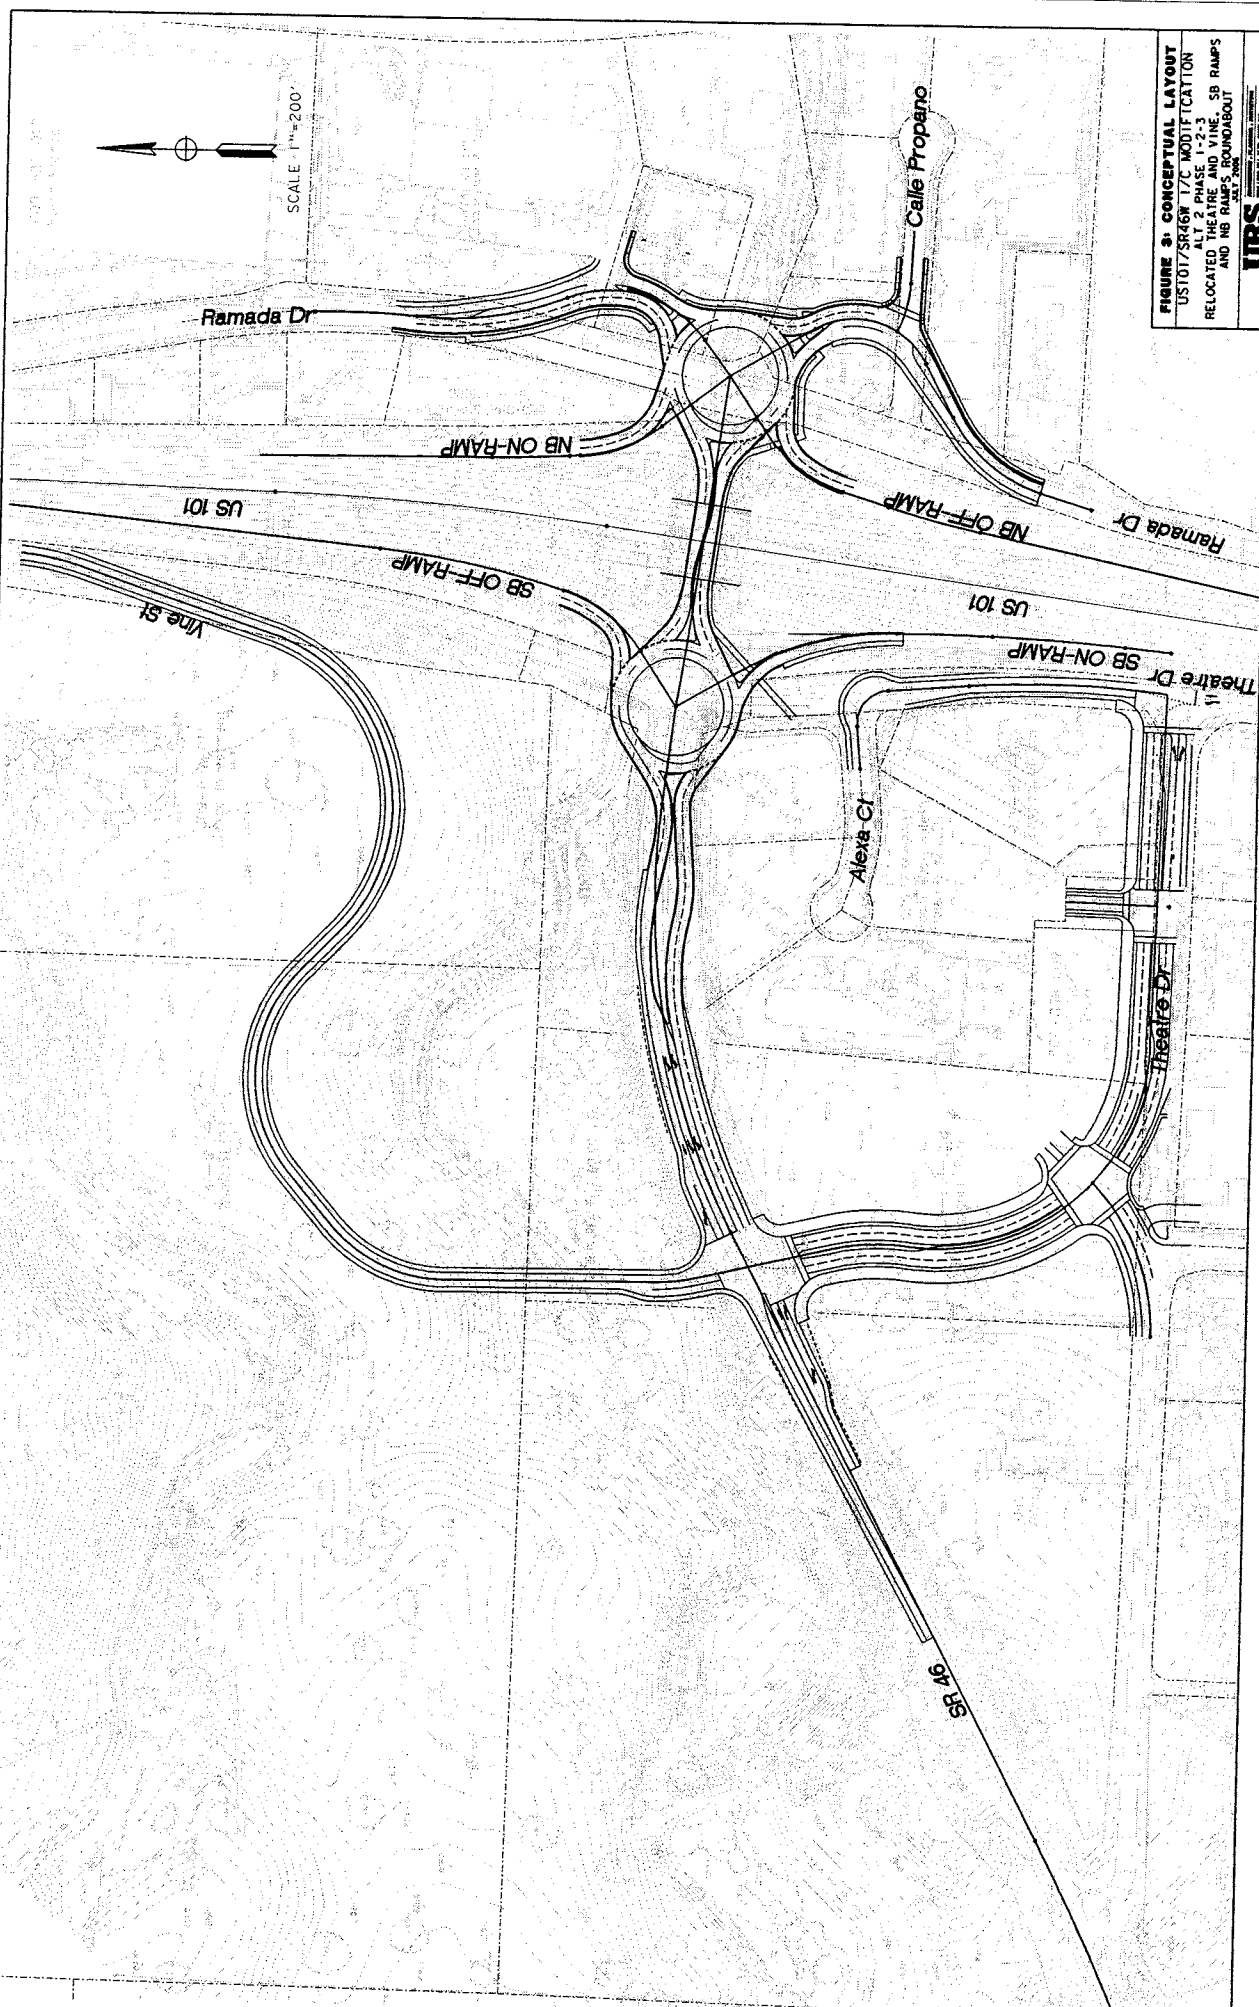 SCALE 1"=200'
Ramada Dr
Calle Propano
NB ON-RAMP
US 101
SB OFF-RAMP
Vine St
NB OFF-RAMP
Ramada Dr
US 101
SB ON-RAMP
Theatre Dr
Alexa Ct
Theatre Dr
SR 46
FIGURE 3: CONCEPTUAL LAYOUT
US101/SR46W I/C MODIFICATION
ALT 2 PHASE 1-2-3
RELOCATED THEATRE AND VINE, SB RAMPS
AND NB RAMPS ROUNDABOUT
JULY 2006
URS